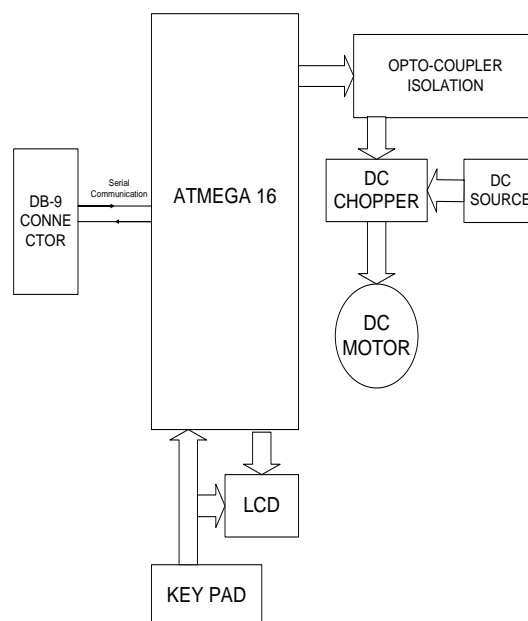 OPTO-COUPLER
ISOLATION
Serial
Communication
DB-9
CONNE
CTOR
ATMEGA 16
DC
CHOPPER
DC
SOURCE
DC
MOTOR
LCD
KEY PAD